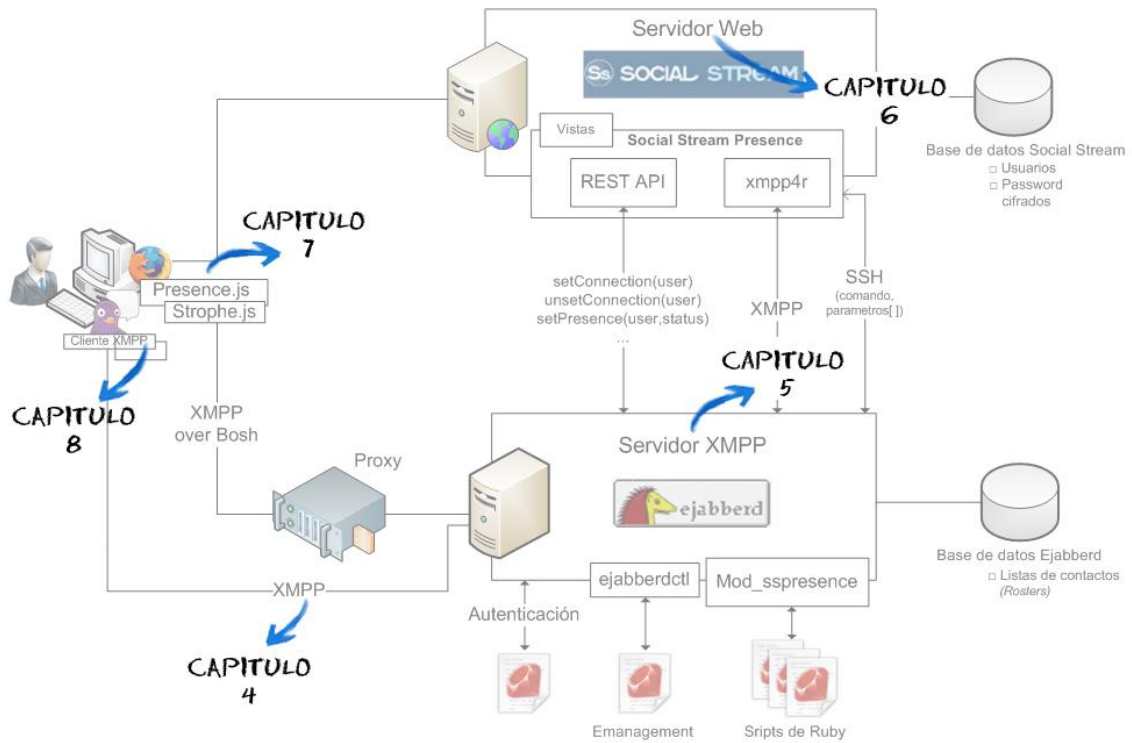 Servidor Web
Ss SOCIAL STREAM
CAPITULO
6
Base de datos Social Stream
□ Usuarios
□ Password
cifrados
Vistas
Social Stream Presence
REST API
xmpp4r
CAPITULO
7
Presence.js
Strophe.js
Cliente XMPP
setConnection(user)
unsetConnection(user)
setPresence(user,status)
...
XMPP
SSH
(comando,
parametros[ ])
CAPITULO
5
CAPITULO
8
XMPP
over Bosh
Proxy
Servidor XMPP
ejabberd
Base de datos Ejabberd
□ Listas de contactos
(Rosters)
XMPP
CAPITULO
4
Autenticación
ejabberdctl
Mod_sspresence
Emanagement
Sripts de Ruby